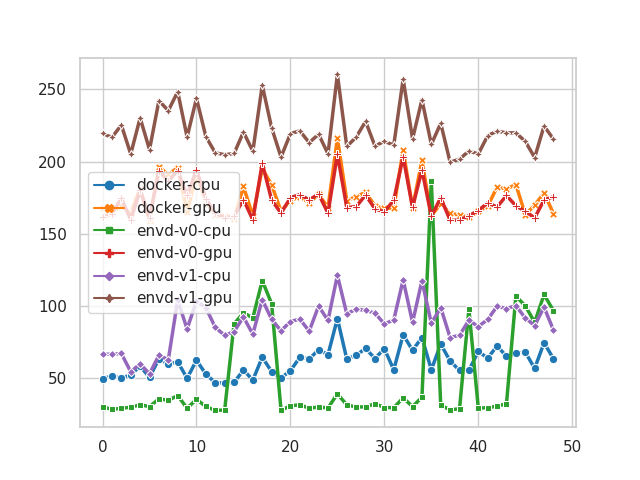 250
200
150
100
50
docker-cpu
docker-gpu
envd-v0-cpu
envd-v0-gpu
envd-v1-cpu
envd-v1-gpu
0 10 20 30 40 50